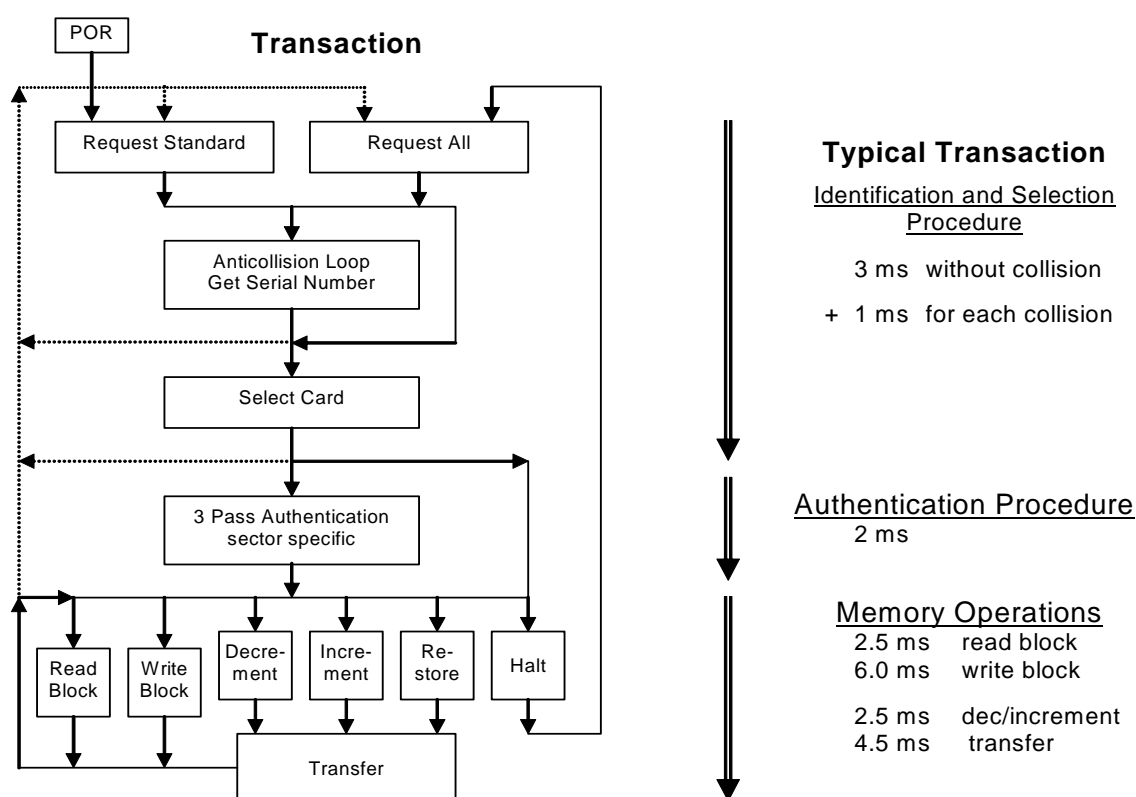 POR
Transaction
Request Standard
Request All
Anticollision Loop
Get Serial Number
Select Card
3 Pass Authentication
sector specific
Read
Block
Write
Block
Decre-
ment
Incre-
ment
Re-
store
Halt
Transfer
Typical Transaction
Identification and Selection
Procedure
3 ms without collision
+ 1 ms for each collision
Authentication Procedure
2 ms
Memory Operations
2.5 ms read block
6.0 ms write block
2.5 ms dec/increment
4.5 ms transfer